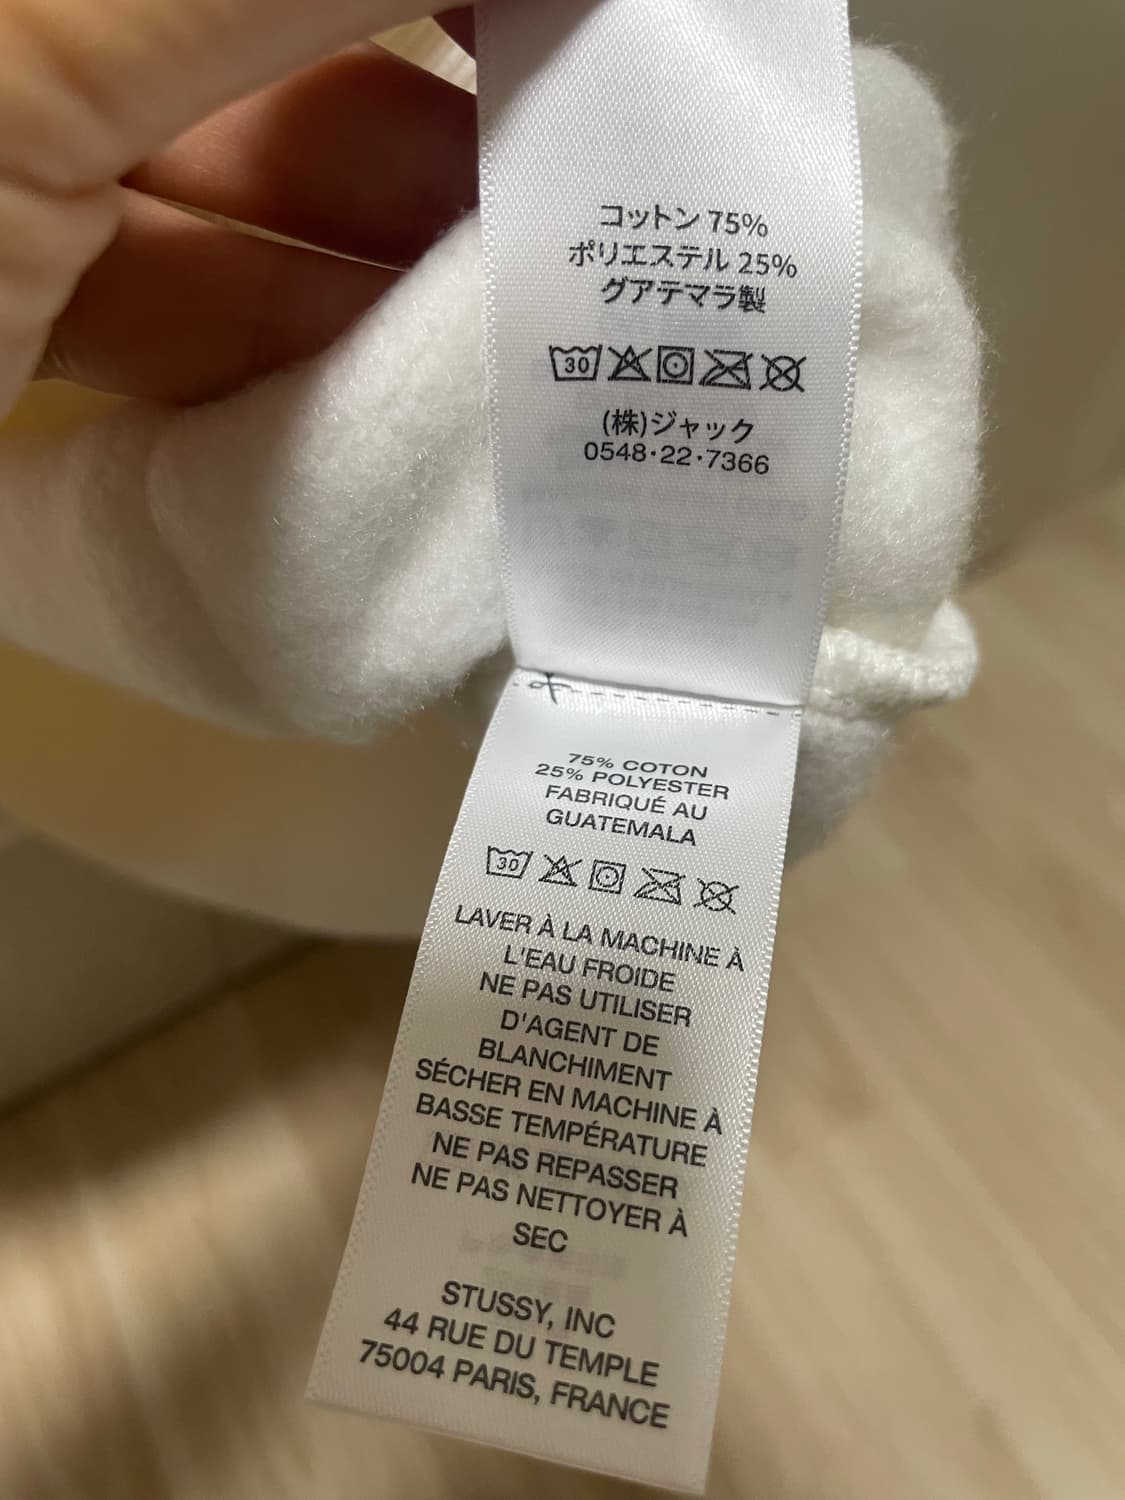 コットン 75%
ポリエステル 25%
グアテマラ製
30
(株)ジャック
0548·22·7366
75% COTON
25% POLYESTER
FABRIQUÉ AU
GUATEMALA
30
LAVER À LA MACHINE À
L'EAU FROIDE
NE PAS UTILISER
D'AGENT DE
BLANCHIMENT
SÉCHER EN MACHINE À
BASSE TEMPÉRATURE
NE PAS REPASSER
NE PAS NETTOYER À
SEC
STUSSY, INC
44 RUE DU TEMPLE
75004 PARIS, FRANCE